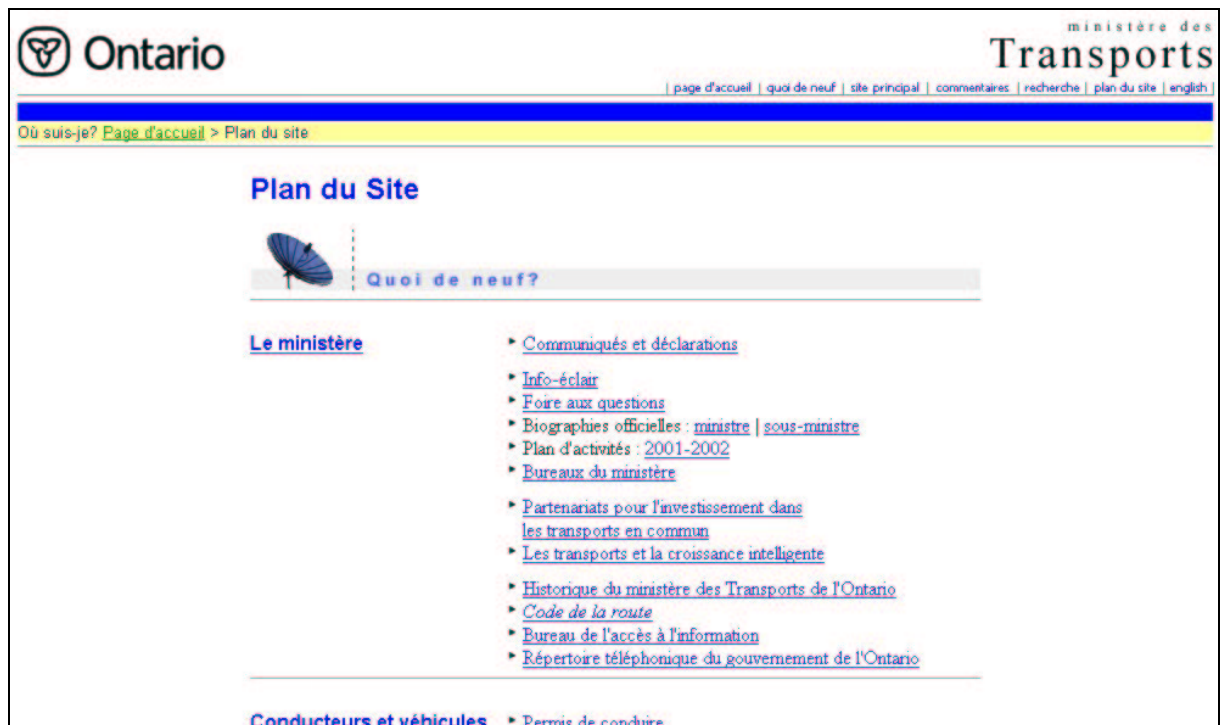 Ontario
ministère des
Transports
| page d'accueil | quoi de neuf | site principal | commentaires | recherche | plan du site | english |
Où suis-je? Page d'accueil > Plan du site
Plan du Site
Quoi de neuf?
Le ministère
Communiqués et déclarations
Info-éclair
Foire aux questions
Biographies officielles : ministre | sous-ministre
Plan d'activités : 2001-2002
Bureaux du ministère
Partenariats pour l'investissement dans
les transports en commun
Les transports et la croissance intelligente
Historique du ministère des Transports de l'Ontario
Code de la route
Bureau de l'accès à l'information
Répertoire téléphonique du gouvernement de l'Ontario
Conducteurs et véhicules
Permis de conduire